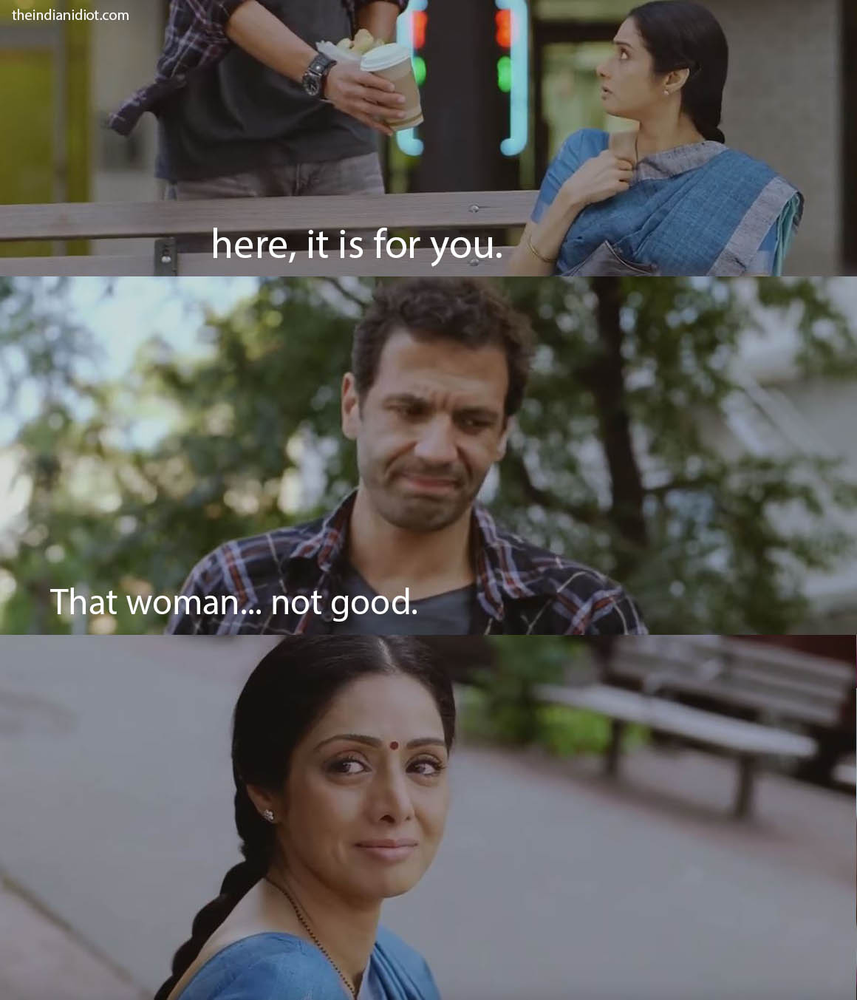 theindianidiot.com
here, it is for you.
That woman... not good.